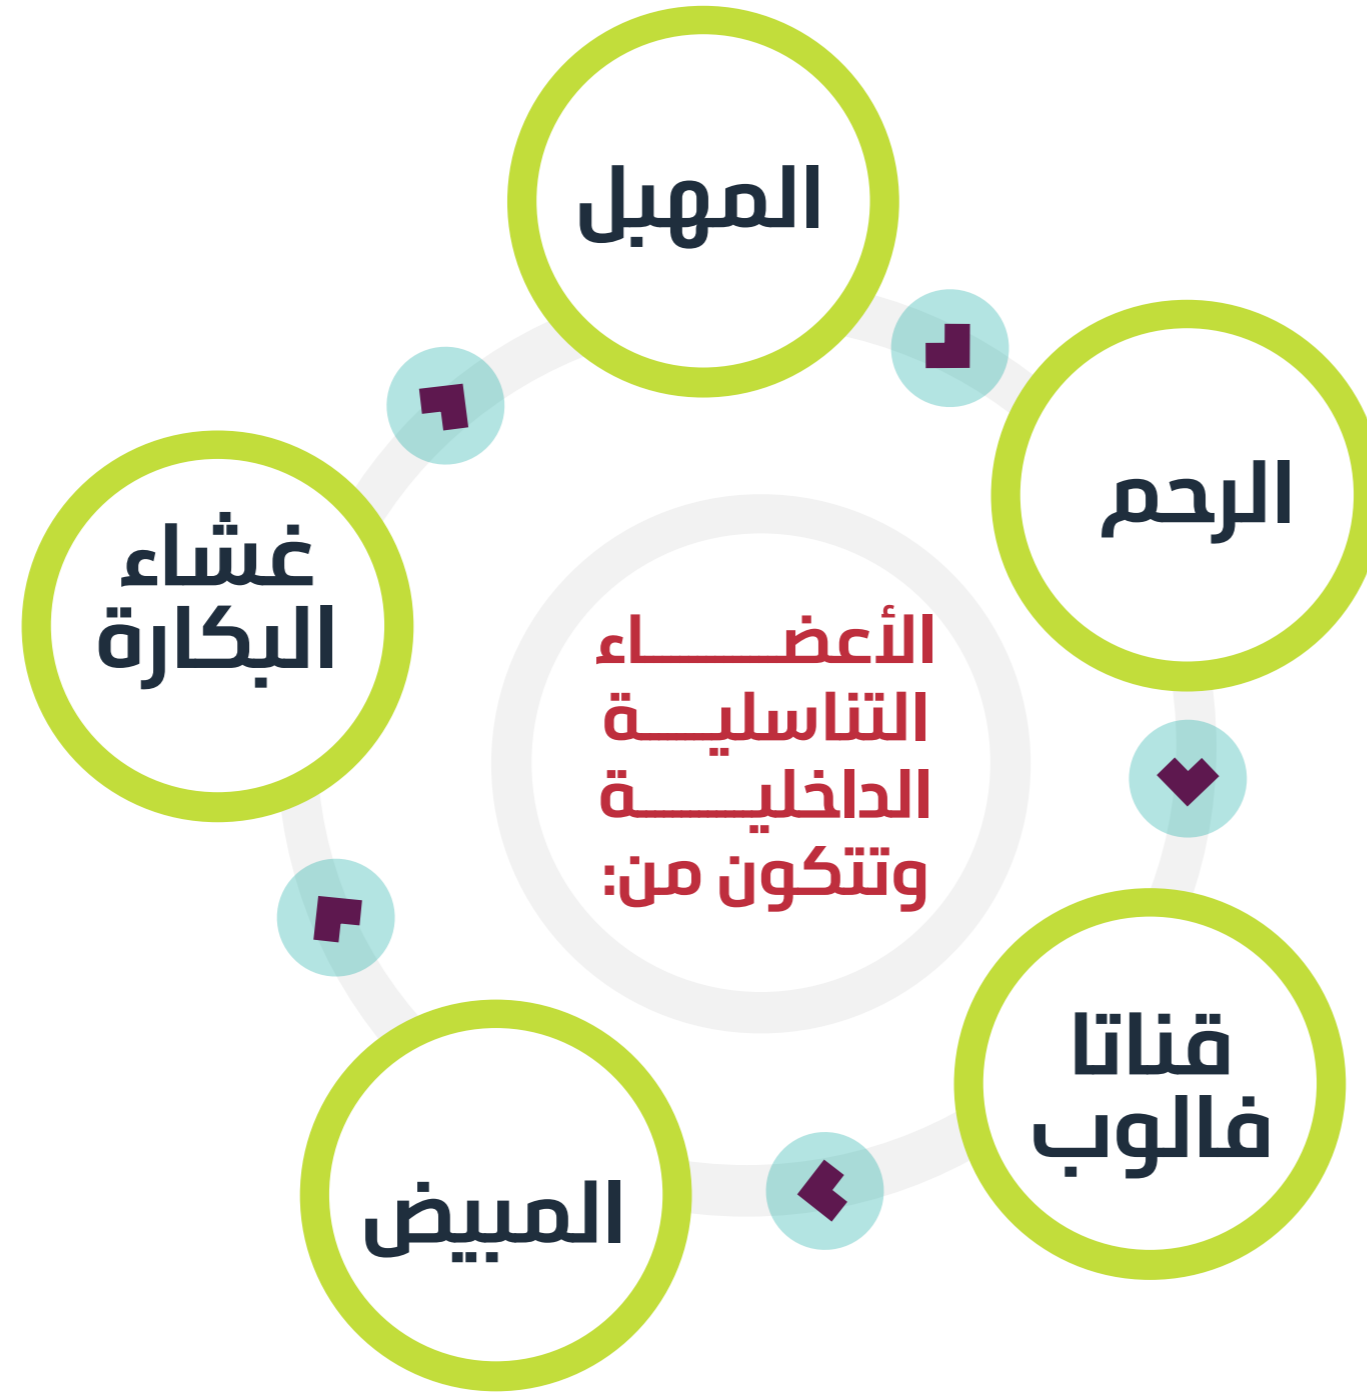 المهبل
الرحم
غشاء
البكارة
الأعضاء
التناسلية
الداخلية
وتتكون من:
قناتا
فالوب
المبيض